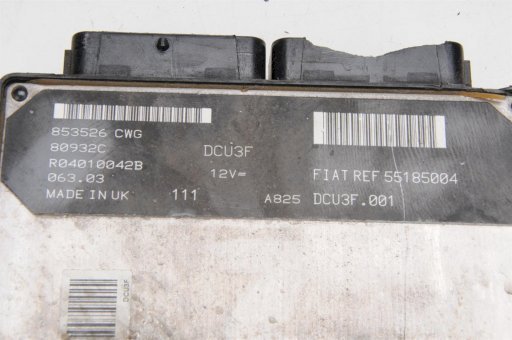 853526 CWG
80932C
R04010042B
063.03
MADE IN UK 111
DCU3F
12V=
FIAT REF 55185004
A825 DCU3F.001
DCU3F